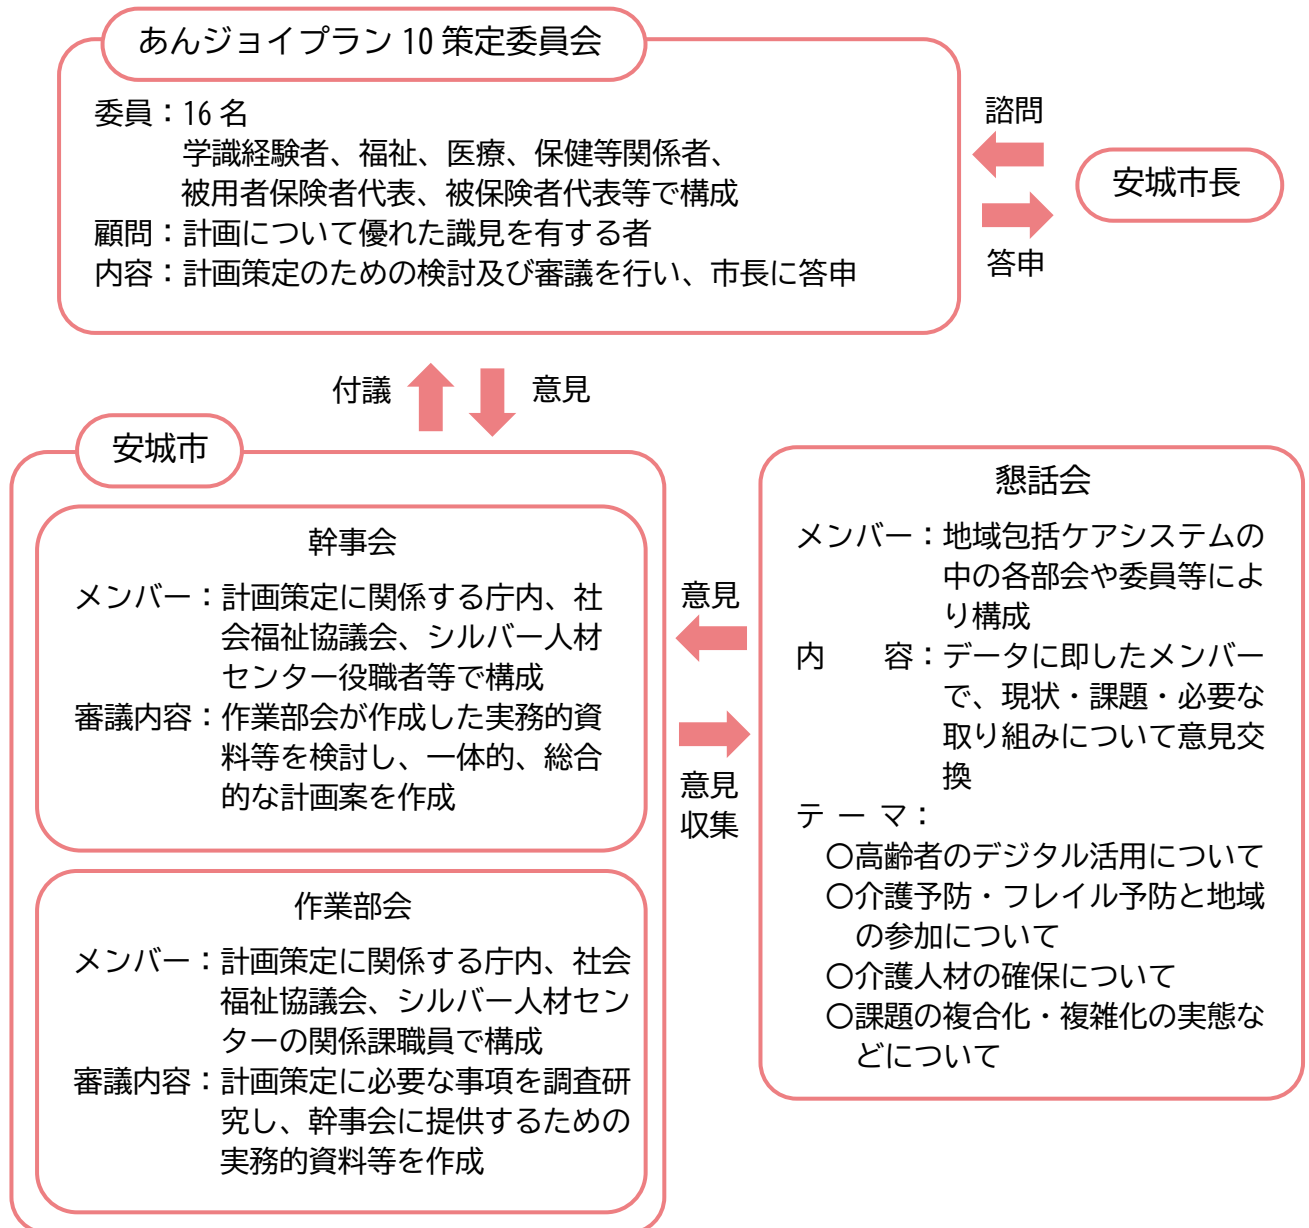 あんジョイプラン 10 策定委員会
委員：16 名
学識経験者、福祉、医療、保健等関係者、
被用者保険者代表、被保険者代表等で構成
顧問：計画について優れた識見を有する者
内容：計画策定のための検討及び審議を行い、市長に答申
諮問
安城市長
答申
付議
意見
安城市
幹事会
メンバー：計画策定に関係する庁内、社
会福祉協議会、シルバー人材
センター役職者等で構成
審議内容：作業部会が作成した実務的資
料等を検討し、一体的、総合
的な計画案を作成
作業部会
メンバー：計画策定に関係する庁内、社会
福祉協議会、シルバー人材セン
ターの関係課職員で構成
審議内容：計画策定に必要な事項を調査研
究し、幹事会に提供するための
実務的資料等を作成
意見
意見
収集
懇話会
メンバー：地域包括ケアシステムの
中の各部会や委員等によ
り構成
内　　容：データに即したメンバー
で、現状・課題・必要な
取り組みについて意見交
換
テ ー マ：
〇高齢者のデジタル活用について
〇介護予防・フレイル予防と地域
の参加について
〇介護人材の確保について
〇課題の複合化・複雑化の実態な
どについて